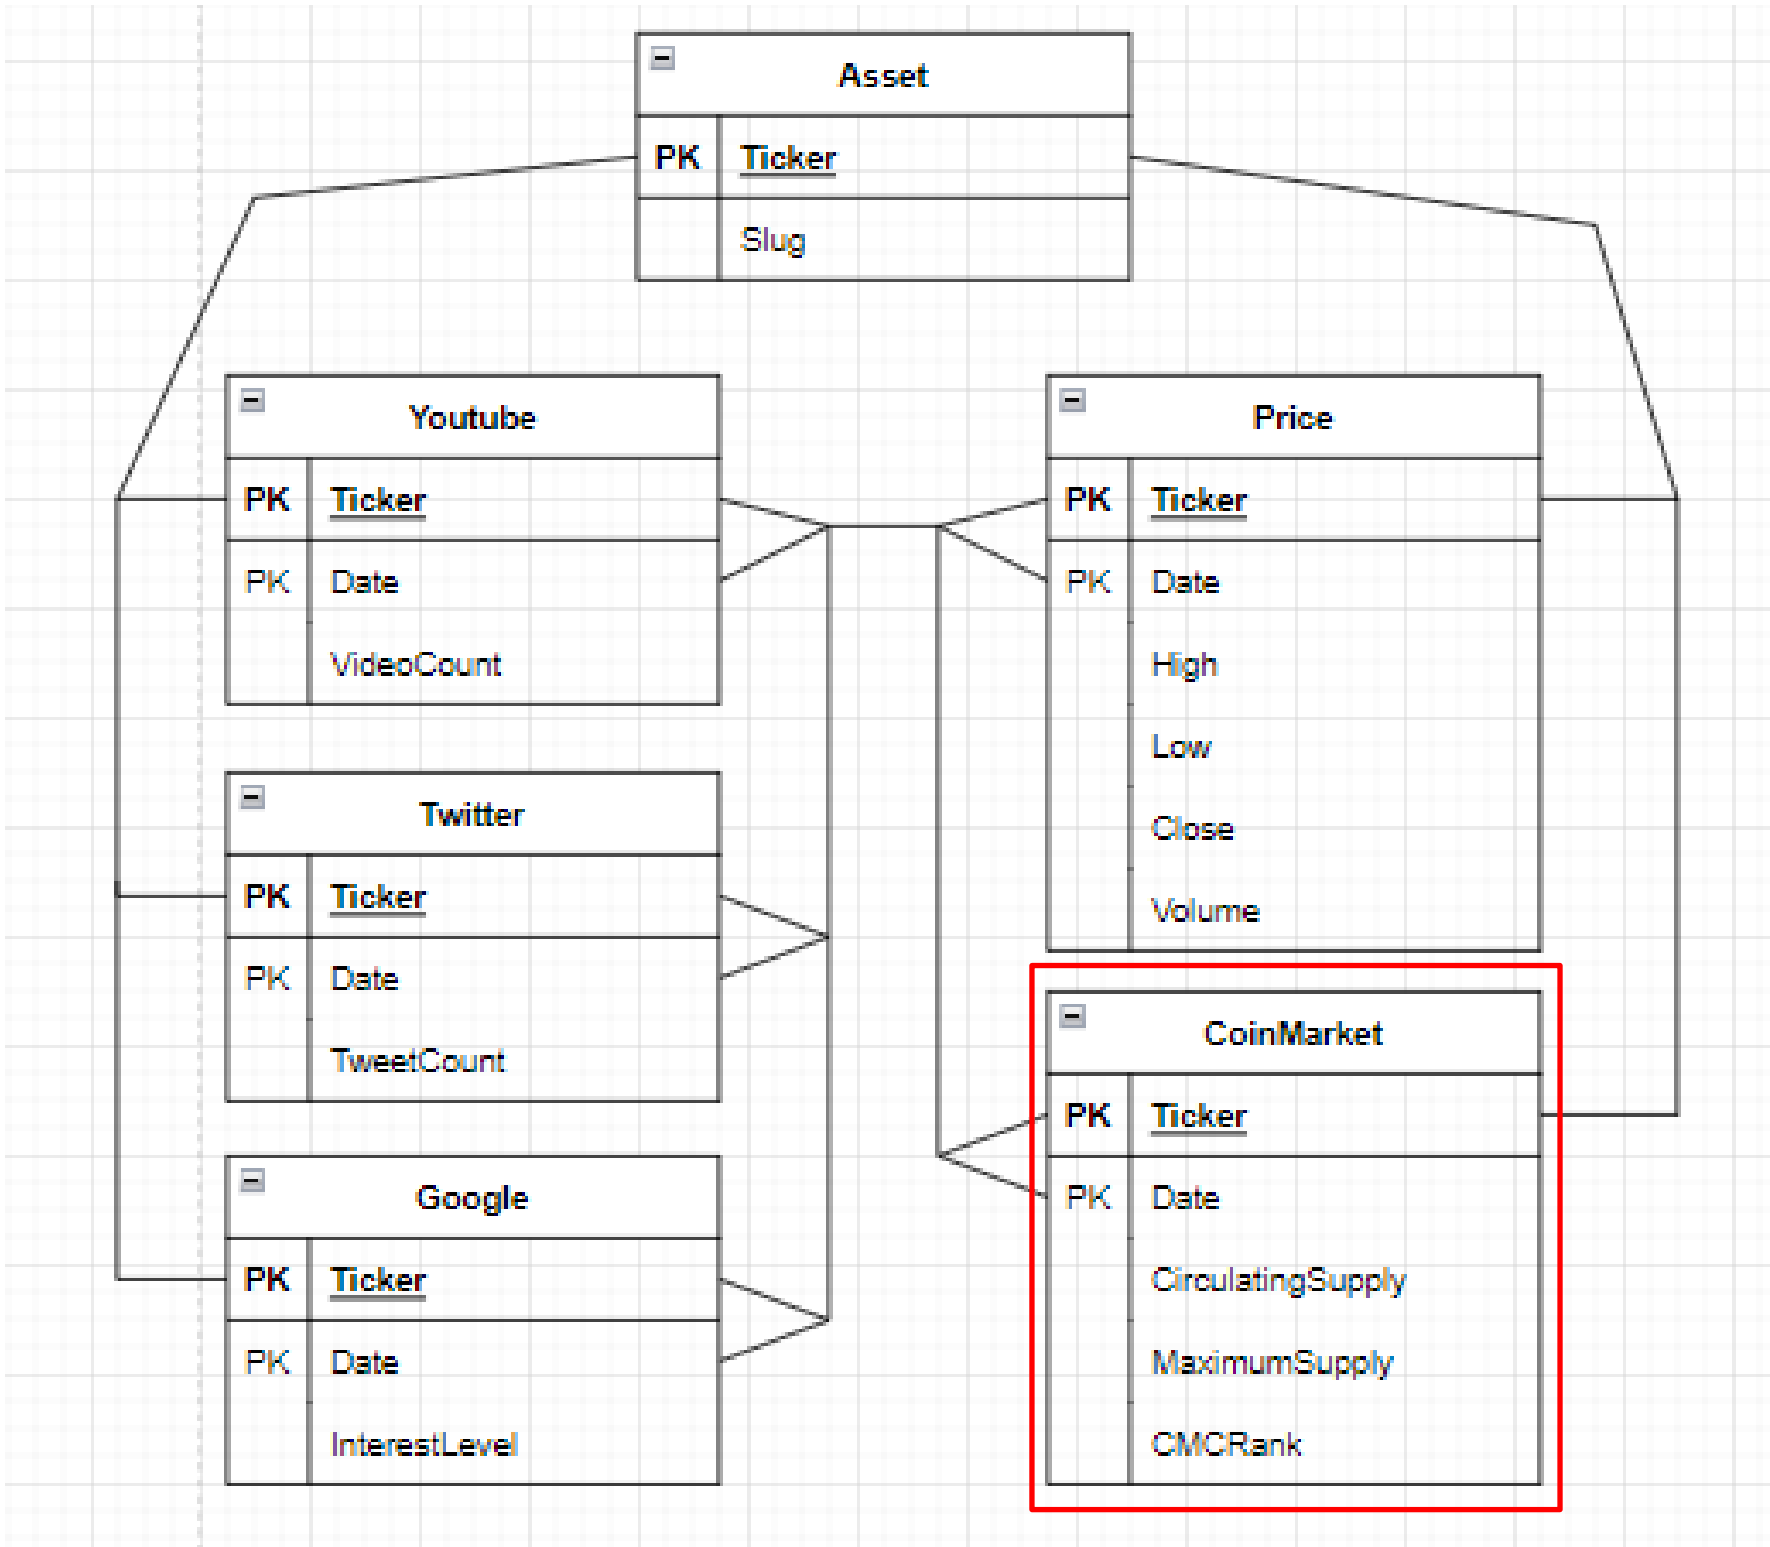 Asset
PK Ticker
Slug
Youtube
PK Ticker
PK Date
VideoCount
Price
PK Ticker
PK Date
High
Low
Close
Volume
Twitter
PK Ticker
PK Date
TweetCount
CoinMarket
PK Ticker
PK Date
CirculatingSupply
MaximumSupply
CMCRank
Google
PK Ticker
PK Date
InterestLevel